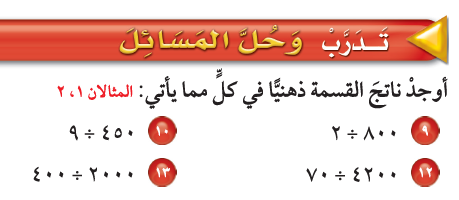 تَـدَرَّبْ وَحُلَّ المَسَائِلَ
أوجدْ ناتجَ القسمة ذهنيًّا في كلٍّ مما يأتي: المثالان ١، ٢
٩ ٨٠٠ ÷ ٢ ١٠ ٤٥٠ ÷ ٩
١٢ ٤٢٠٠ ÷ ٧٠ ١٣ ٢٠٠٠ ÷ ٤٠٠